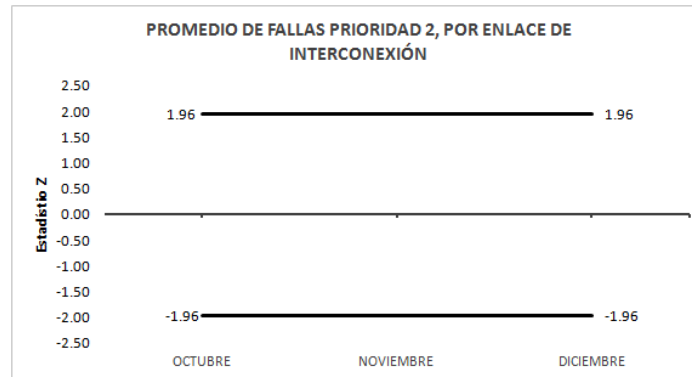 PROMEDIO DE FALLAS PRIORIDAD 2, POR ENLACE DE
INTERCONEXIÓN
Estadistio Z
2.50
2.00
1.50
1.00
0.50
0.00
-0.50
-1.00
-1.50
-2.00
-2.50
1.96
1.96
-1.96
-1.96
OCTUBRE
NOVIEMBRE
DICIEMBRE